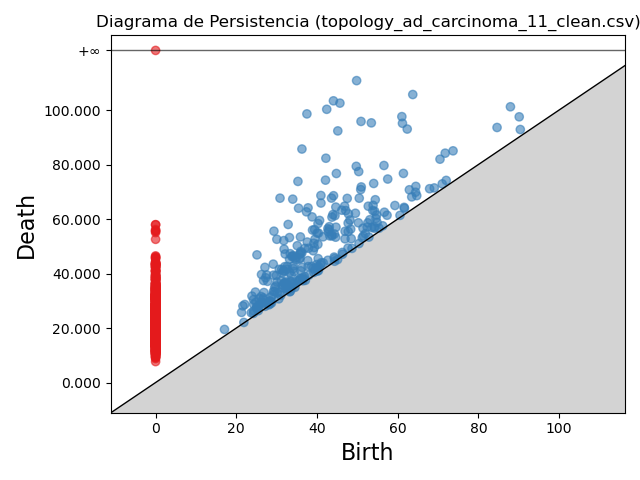 Diagrama de Persistencia (topology_ad_carcinoma_11_clean.csv)
+∞
100.000
80.000
60.000
40.000
20.000
0.000
Death
0 20 40 60 80 100
Birth